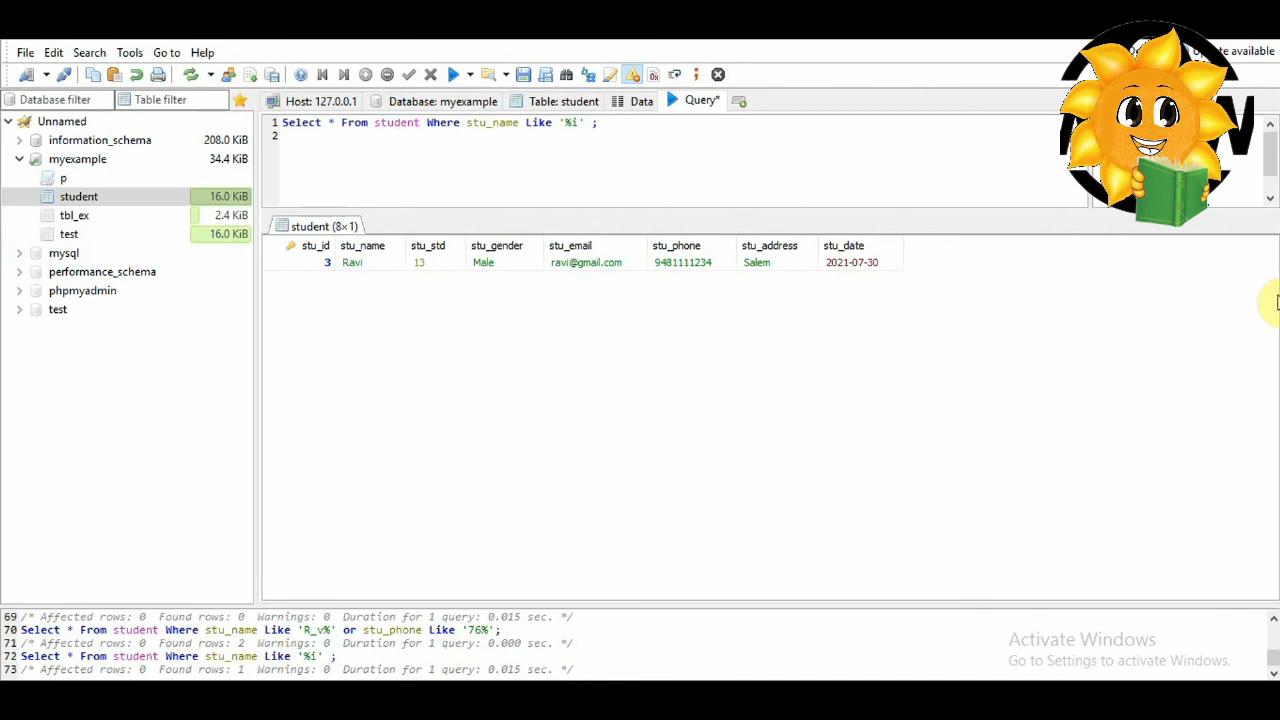 File Edit Search Tools Go to Help
Update available
Database filter Table filter Host: 127.0.0.1 Database: myexample Table: student Data Query*
Unnamed
information_schema 208.0 KiB
myexample 34.4 KiB
p
student 16.0 KiB
tbl_ex 2.4 KiB
test 16.0 KiB
mysql
performance_schema
phpmyadmin
test
1 Select * From student Where stu_name Like '%i' ;
2
student (8×1)
stu_id stu_name stu_std stu_gender stu_email stu_phone stu_address stu_date
3 Ravi 13 Male ravi@gmail.com 9481111234 Salem 2021-07-30
69 /* Affected rows: 0 Found rows: 0 Warnings: 0 Duration for 1 query: 0.015 sec. */
70 Select * From student Where stu_name Like 'R_v%' or stu_phone Like '76%';
71 /* Affected rows: 0 Found rows: 2 Warnings: 0 Duration for 1 query: 0.000 sec. */
72 Select * From student Where stu_name Like '%i' ;
73 /* Affected rows: 0 Found rows: 1 Warnings: 0 Duration for 1 query: 0.015 sec. */
Activate Windows
Go to Settings to activate Windows.